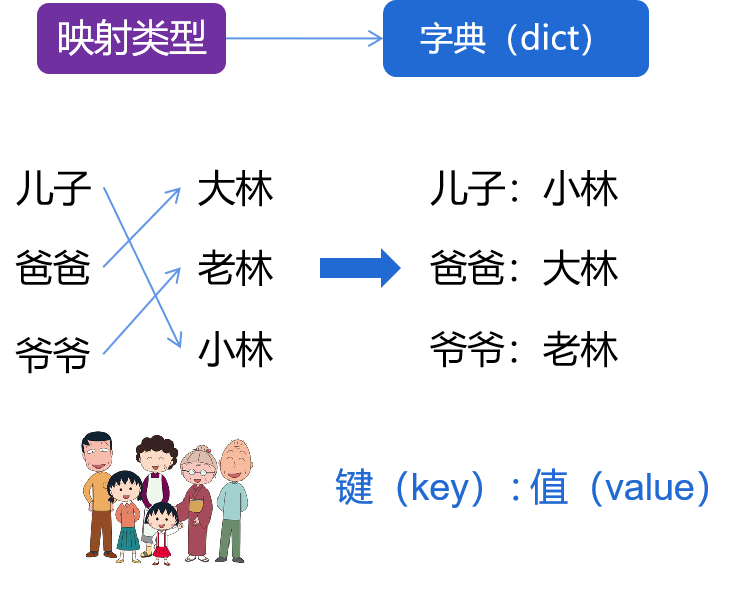 映射类型 字典（dict）
儿子 大林 儿子：小林
爸爸 老林 爸爸：大林
爷爷 小林 爷爷：老林
键（key）：值（value）